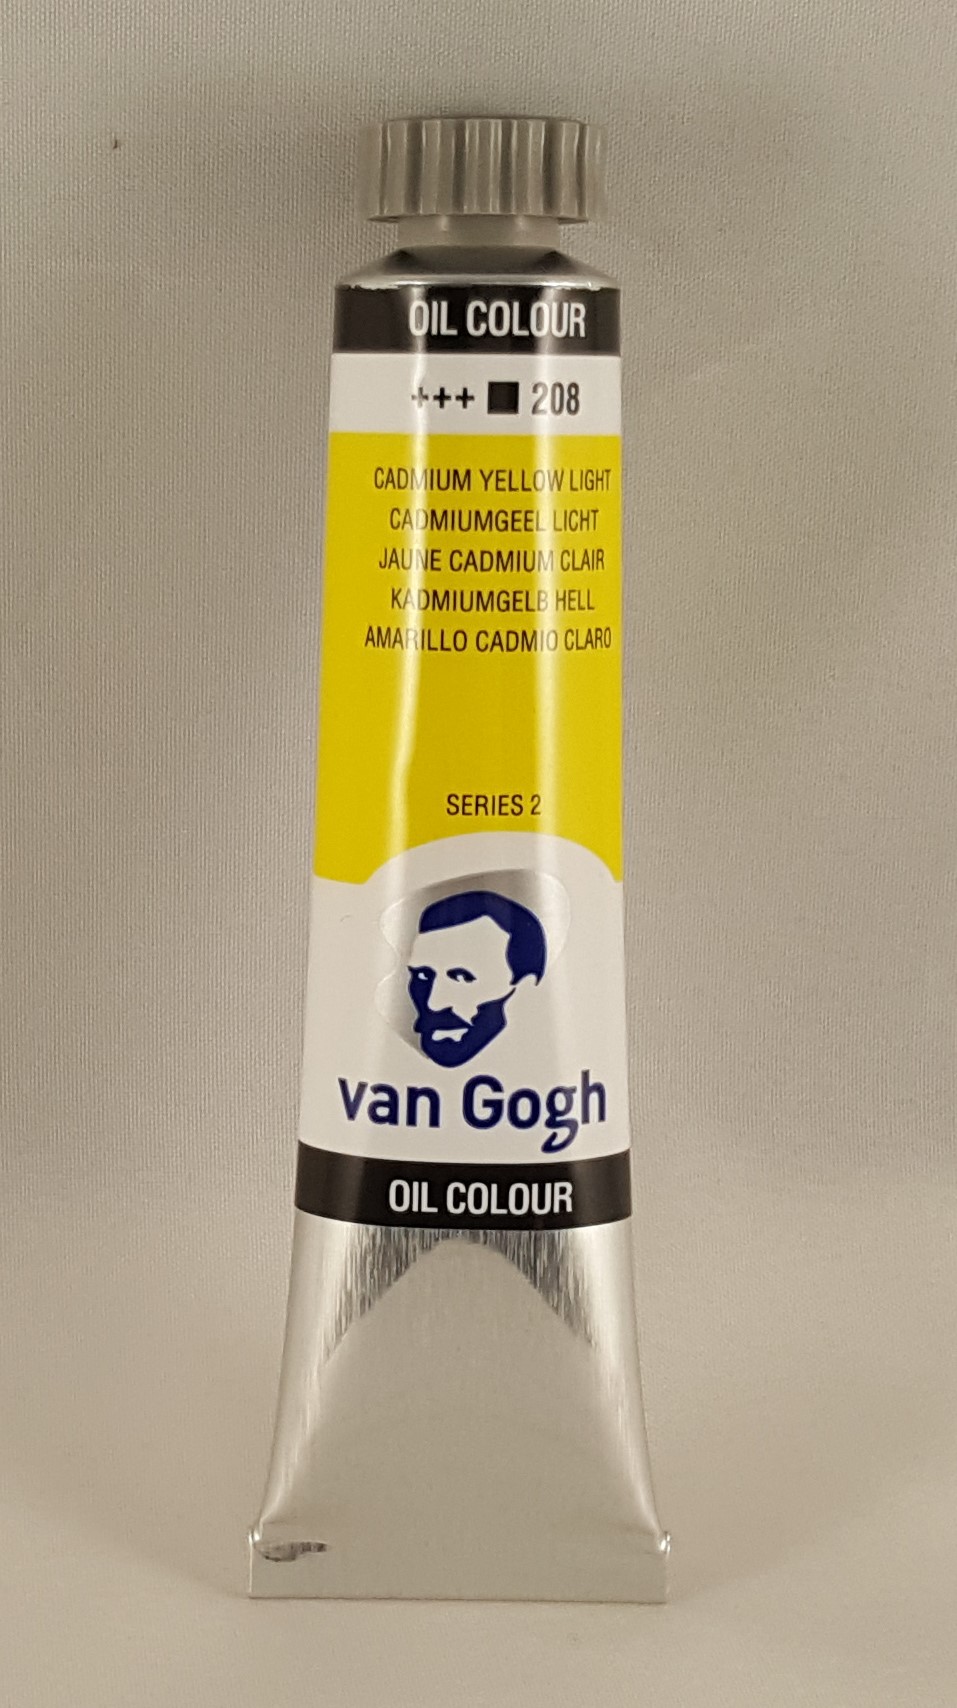 OIL COLOUR
+++ ■ 208
CADMIUM YELLOW LIGHT
CADMIUMGEEL LICHT
JAUNE CADMIUM CLAIR
KADMIUMGELB HELL
AMARILLO CADMIO CLARO
SERIES 2
van Gogh
OIL COLOUR